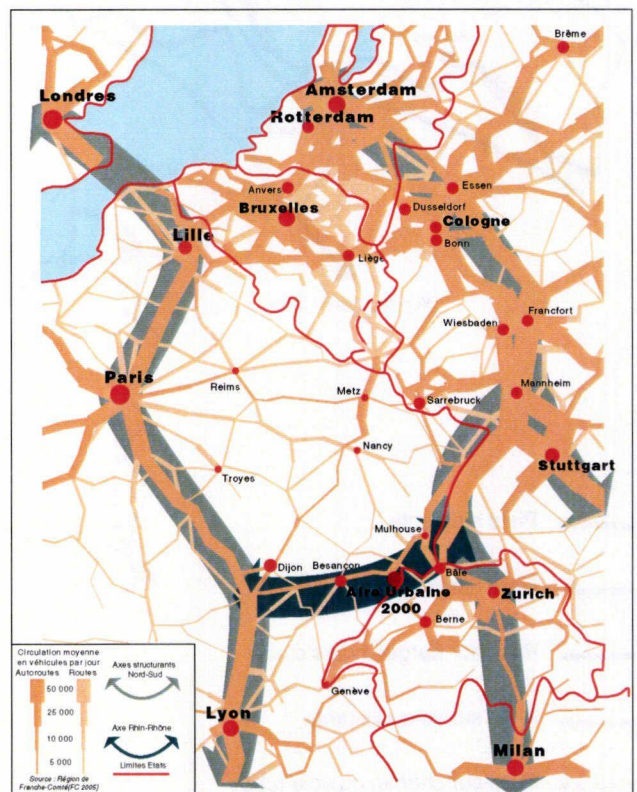 Brême
Londres
Amsterdam
Rotterdam
Anvers
Essen
Bruxelles
Dusseldorf
Cologne
Lille
Bonn
Liège
Francfort
Wiesbaden
Paris
Reims
Metz
Mannheim
Sarrebruck
Nancy
Stuttgart
Troyes
Mulhouse
Dijon
Besançon
Bâle
Aire Urbaine
2000
Zurich
Berne
Genève
Lyon
Milan
Circulation moyenne
en véhicules par jour
Autoroutes Routes
50 000
25 000
10 000
5 000
Source : Région de
Franche-Comté(FC 2005)
Axes structurants
Nord-Sud
Axe Rhin-Rhône
Limites Etats